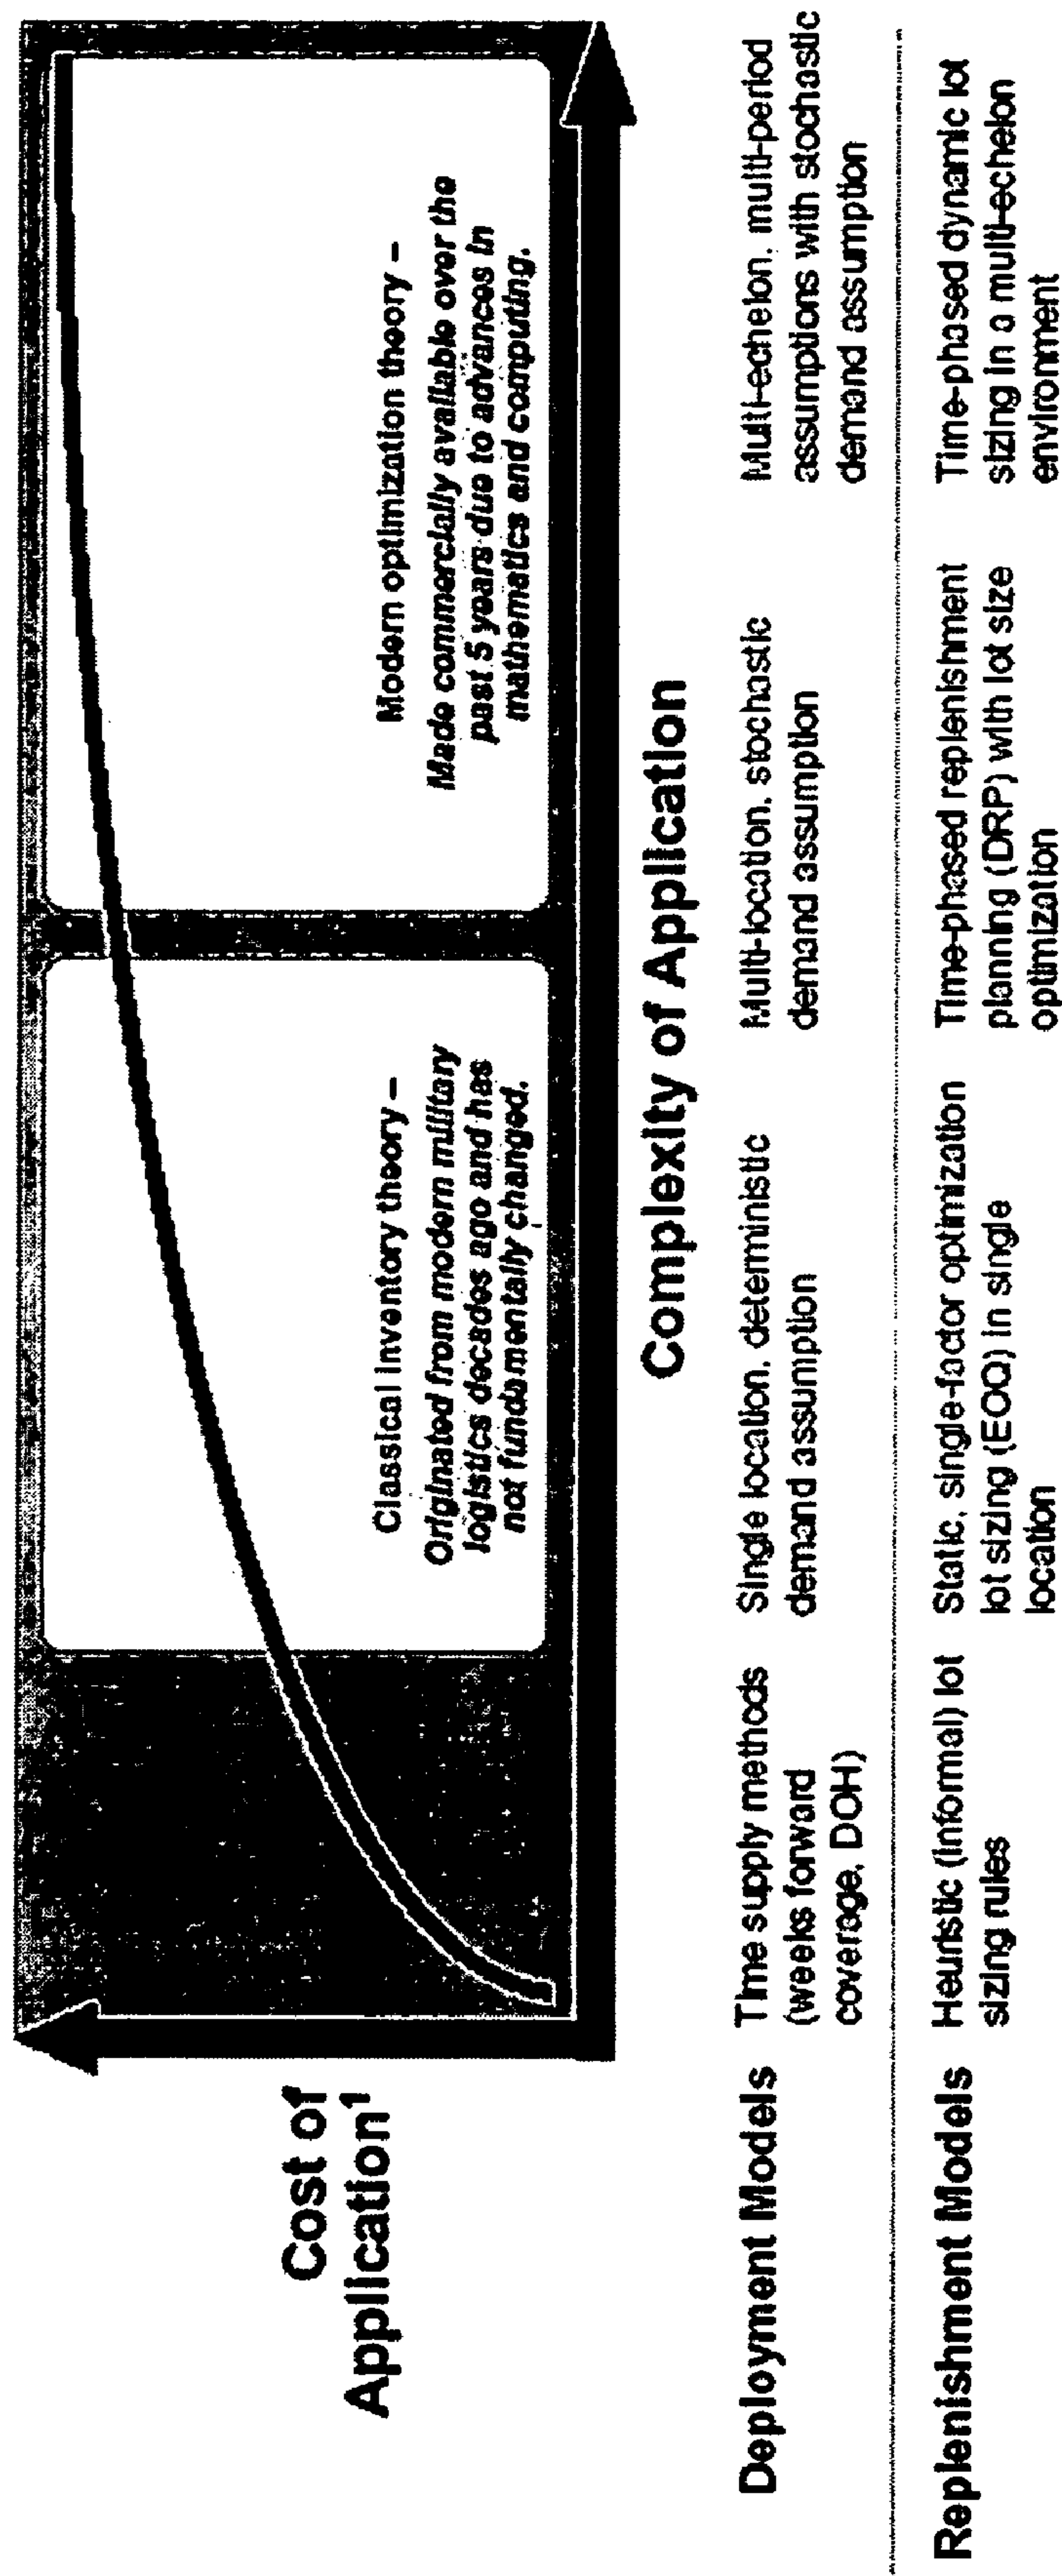 Cost of
Application¹
Classical inventory theory –
Originated from modern military
logistics decades ago and has
not fundamentally changed.
Modern optimization theory –
Made commercially available over the
past 5 years due to advances in
mathematics and computing.
Complexity of Application
Deployment Models
Time supply methods
(weeks forward
coverage, DOH)
Single location, deterministic
demand assumption
Multi-location, stochastic
demand assumption
Multi-echelon, multi-period
assumptions with stochastic
demand assumption
Replenishment Models
Heuristic (informal) lot
sizing rules
Static, single-factor optimization
lot sizing (EOQ) in single
location
Time-phased replenishment
planning (DRP) with lot size
optimization
Time-phased dynamic lot
sizing in a multi-echelon
environment